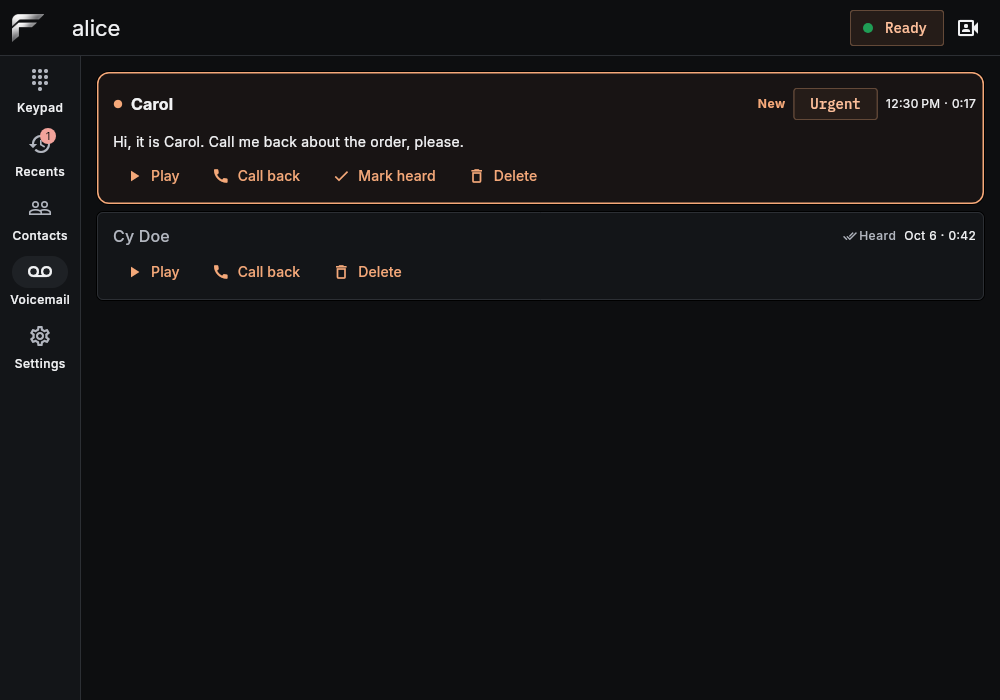 alice
Ready
Keypad
1
Recents
Contacts
Voicemail
Settings
Carol
New Urgent 12:30 PM · 0:17
Hi, it is Carol. Call me back about the order, please.
Play Call back Mark heard Delete
Cy Doe
Heard Oct 6 · 0:42
Play Call back Delete